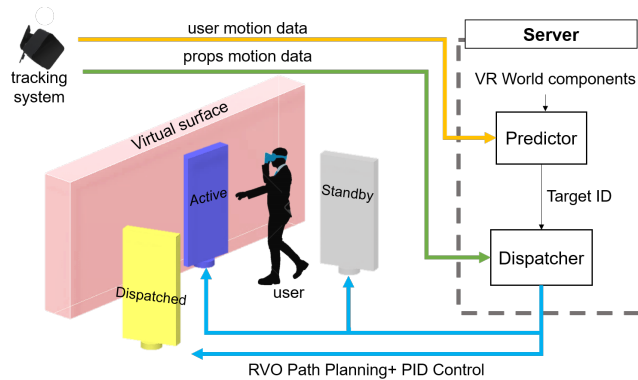 user motion data
props motion data
tracking
system
Server
VR World components
Predictor
Target ID
Dispatcher
Virtual surface
Active
Standby
Dispatched
user
RVO Path Planning+ PID Control